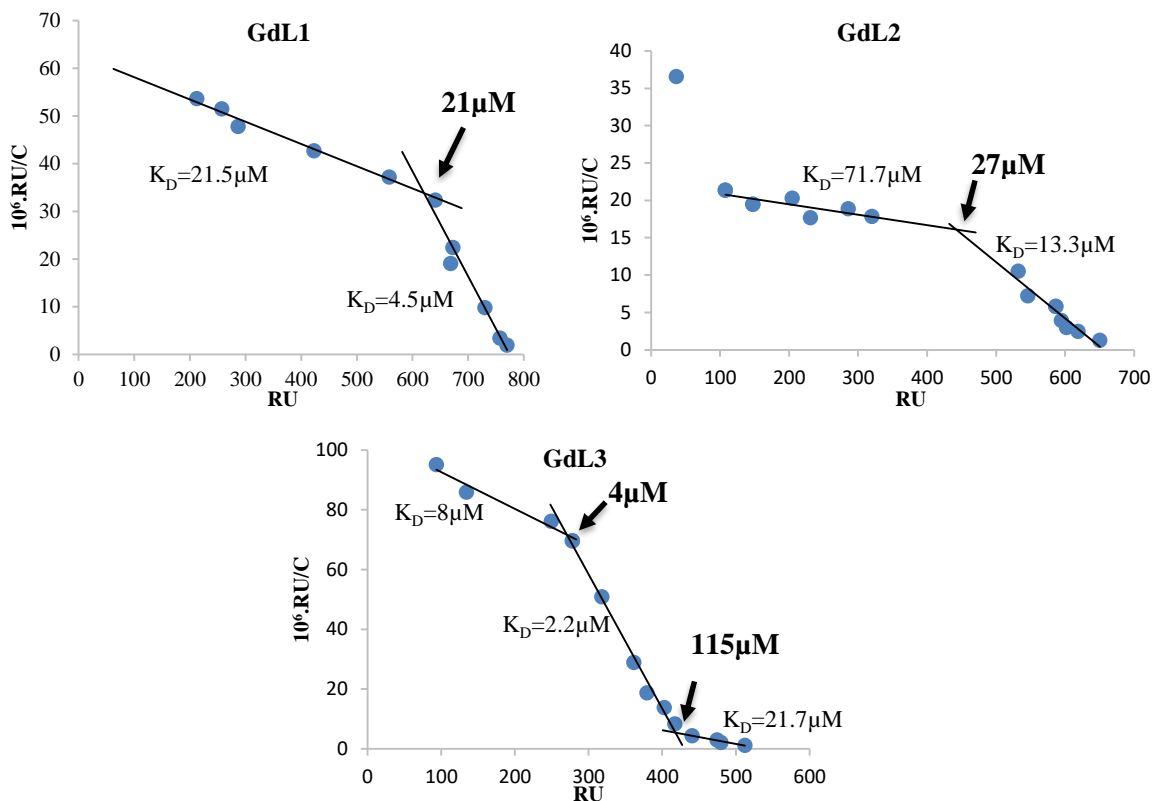 GdL1
10⁶.RU/C
70
60
50
40
30
20
10
0
21µM
K_D=21.5µM
K_D=4.5µM
0 100 200 300 400 500 600 700 800
RU
GdL2
10⁶.RU/C
40
35
30
25
20
15
10
5
0
27µM
K_D=71.7µM
K_D=13.3µM
0 100 200 300 400 500 600 700
RU
GdL3
10⁶.RU/C
100
80
60
40
20
0
4µM
K_D=8µM
K_D=2.2µM
115µM
K_D=21.7µM
0 100 200 300 400 500 600
RU